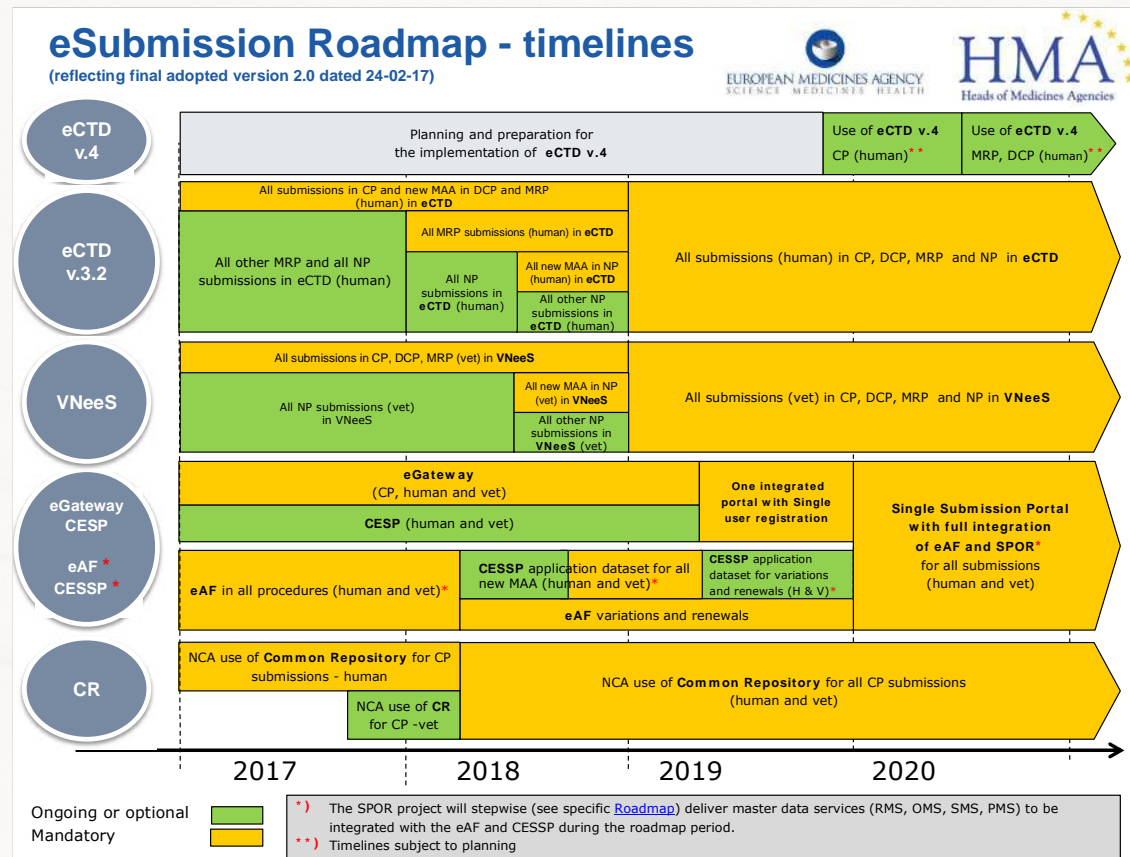 eSubmission Roadmap - timelines
(reflecting final adopted version 2.0 dated 24-02-17)
EUROPEAN MEDICINES AGENCY
SCIENCE MEDICINES HEALTH
HMA
Heads of Medicines Agencies
eCTD
v.4
Planning and preparation for
the implementation of eCTD v.4
Use of eCTD v.4
CP (human)**
Use of eCTD v.4
MRP, DCP (human)**
eCTD
v.3.2
All submissions in CP and new MAA in DCP and MRP
(human) in eCTD
All other MRP and all NP
submissions in eCTD (human)
All MRP submissions (human) in eCTD
All NP
submissions in
eCTD (human)
All new MAA in NP
(human) in eCTD
All other NP
submissions in
eCTD (human)
All submissions (human) in CP, DCP, MRP and NP in eCTD
VNeeS
All submissions in CP, DCP, MRP (vet) in VNeeS
All NP submissions (vet)
in VNeeS
All new MAA in NP
(vet) in VNeeS
All other NP
submissions in
VNeeS (vet)
All submissions (vet) in CP, DCP, MRP and NP in VNeeS
eGateway
CESP
eAF *
CESSP *
eGateway
(CP, human and vet)
CESP (human and vet)
One integrated
portal with Single
user registration
Single Submission Portal
with full integration
of eAF and SPOR*
for all submissions
(human and vet)
eAF in all procedures (human and vet)*
CESSP application dataset for all
new MAA (human and vet)*
CESSP application
dataset for variations
and renewals (H & V)*
eAF variations and renewals
CR
NCA use of Common Repository for CP
submissions - human
NCA use of CR
for CP -vet
NCA use of Common Repository for all CP submissions
(human and vet)
2017
2018
2019
2020
Ongoing or optional
Mandatory
*) The SPOR project will stepwise (see specific Roadmap) deliver master data services (RMS, OMS, SMS, PMS) to be
integrated with the eAF and CESSP during the roadmap period.
**) Timelines subject to planning